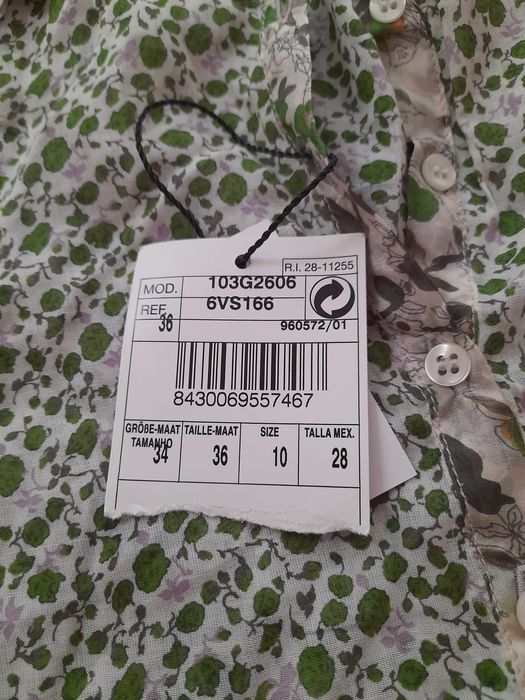 R.I. 28-11255
MOD. 103G2606
REF. 6VS166
36 960572/01
8430069557467
GRÖBE-MAAT TAILLE-MAAT SIZE TALLA MEX.
TAMANHO
34 36 10 28